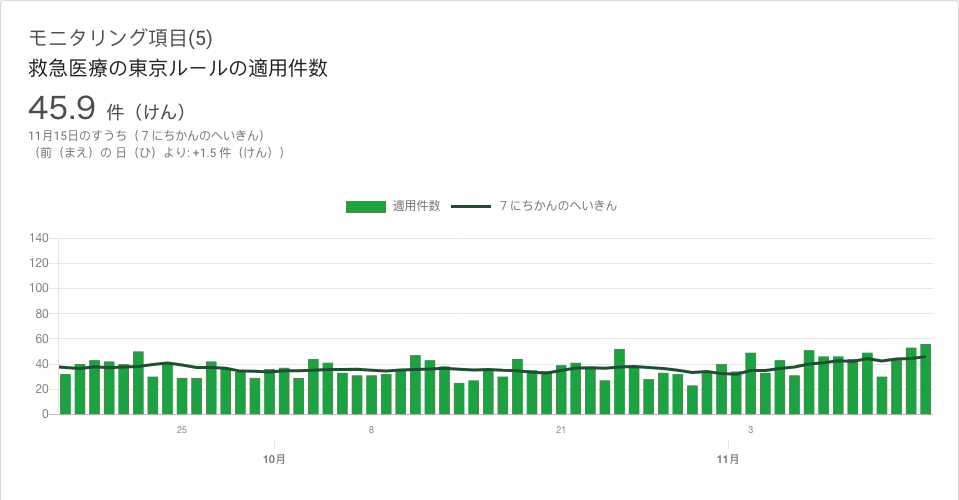 モニタリング項目(5)
救急医療の東京ルールの適用件数
45.9 件（けん）
11月15日のすうち（７にちかんのへいきん）
（前（まえ）の 日（ひ）より: +1.5 件（けん））
適用件数 ７にちかんのへいきん
140
120
100
80
60
40
20
0
25 8 21 3
10月 11月